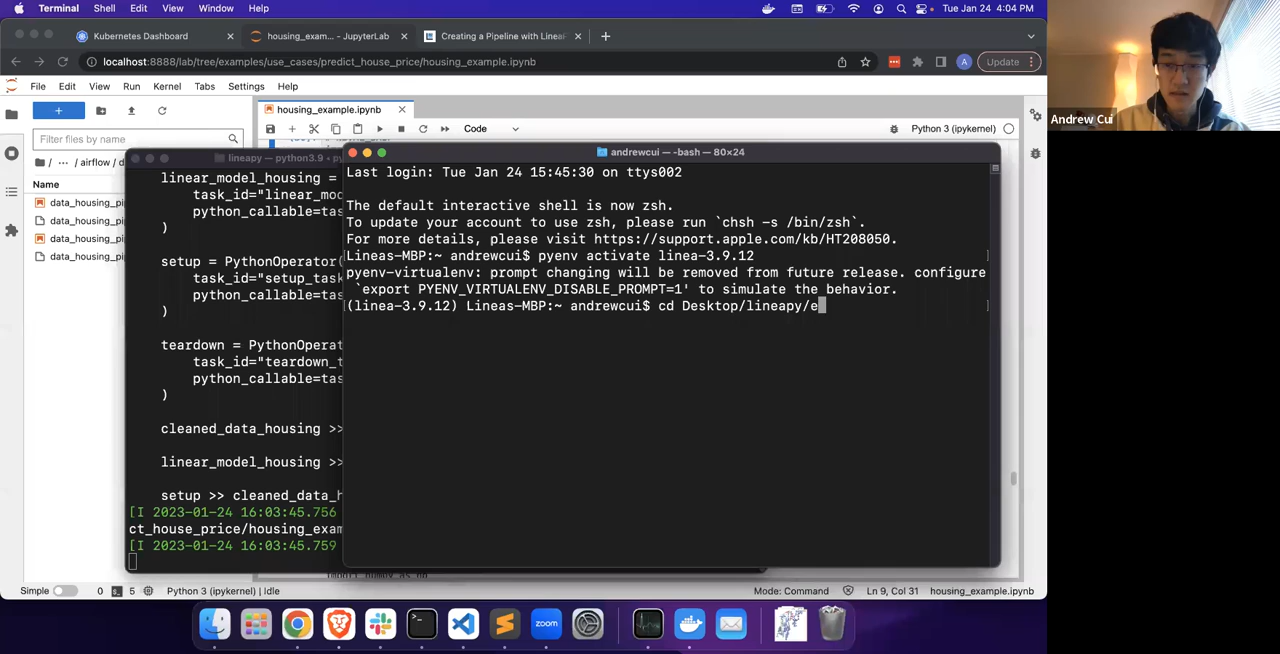 Terminal Shell Edit View Window Help Tue Jan 24 4:04 PM
Kubernetes Dashboard housing_exam... - JupyterLab Creating a Pipeline with Linea
localhost:8888/lab/tree/examples/use_cases/predict_house_price/housing_example.ipynb A Update
File Edit View Run Kernel Tabs Settings Help
Andrew Cui
housing_example.ipynb
Code Python 3 (ipykernel)
Filter files by name
/ ... / airflow / d
Name
data_housing_pi
data_housing_pi
data_housing_pi
data_housing_pi
lineapy — python3.9 • py
linear_model_housing =
task_id="linear_mod
python_callable=tas
)
setup = PythonOperator(
task_id="setup_task
python_callable=tas
)
teardown = PythonOperat
task_id="teardown_t
python_callable=tas
)
cleaned_data_housing >>
linear_model_housing >>
setup >> cleaned_data_h
[I 2023-01-24 16:03:45.756
ct_house_price/housing_exam
[I 2023-01-24 16:03:45.759
andrewcui — -bash — 80×24
Last login: Tue Jan 24 15:45:30 on ttys002
The default interactive shell is now zsh.
To update your account to use zsh, please run `chsh -s /bin/zsh`.
For more details, please visit https://support.apple.com/kb/HT208050.
Lineas-MBP:~ andrewcui$ pyenv activate linea-3.9.12
pyenv-virtualenv: prompt changing will be removed from future release. configure
`export PYENV_VIRTUALENV_DISABLE_PROMPT=1' to simulate the behavior.
(linea-3.9.12) Lineas-MBP:~ andrewcui$ cd Desktop/lineapy/e
Simple 0 5 Python 3 (ipykernel) | Idle Mode: Command Ln 9, Col 31 housing_example.ipynb
zoom